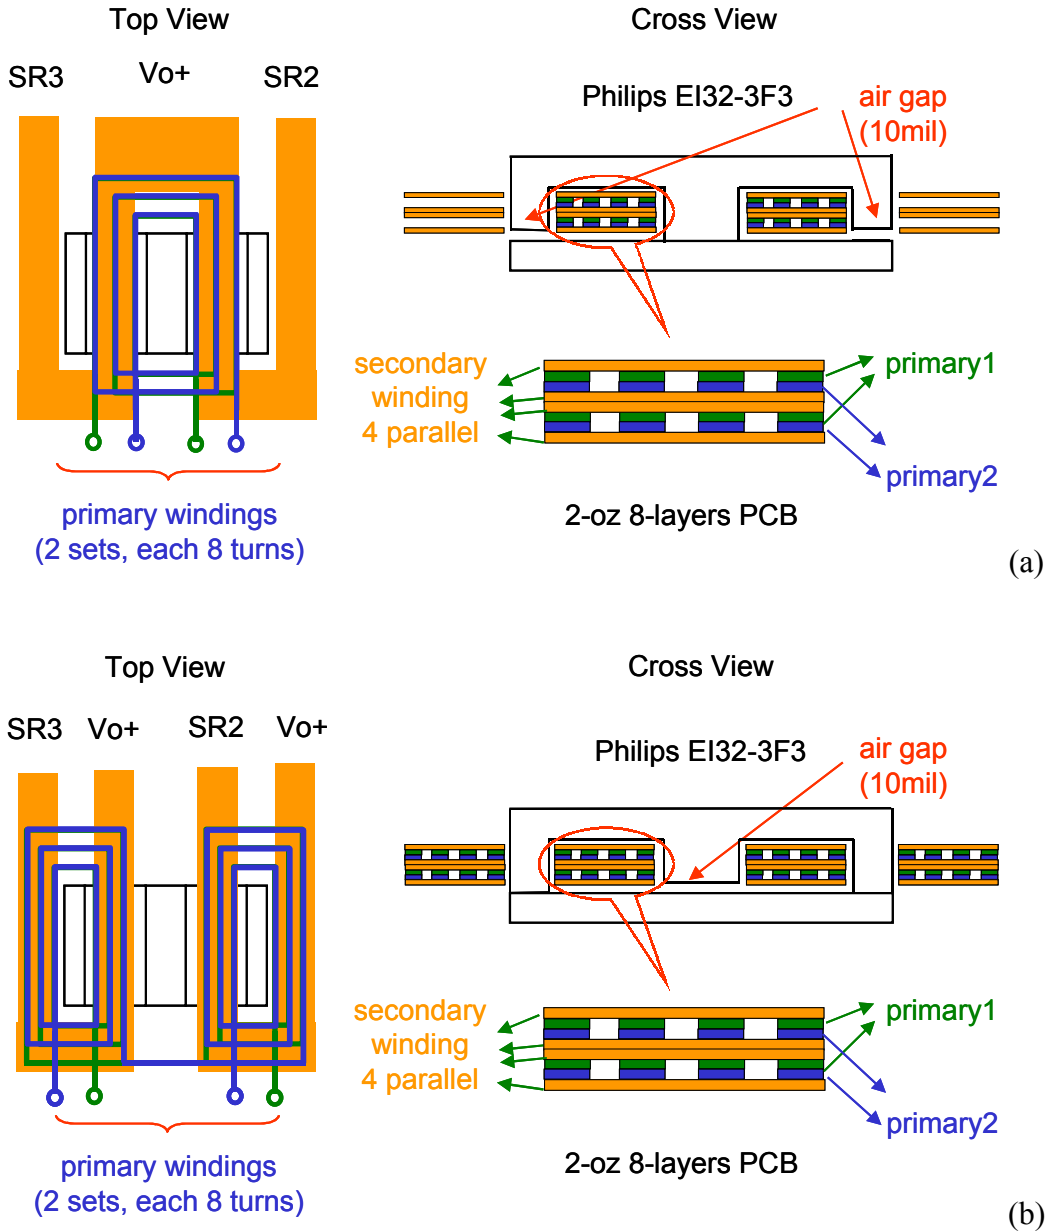 Top View
Cross View
SR3
Vo+
SR2
Philips EI32-3F3
air gap
(10mil)
secondary
winding
4 parallel
primary1
primary2
primary windings
(2 sets, each 8 turns)
2-oz 8-layers PCB
(a)
Top View
Cross View
SR3
Vo+
SR2
Vo+
Philips EI32-3F3
air gap
(10mil)
secondary
winding
4 parallel
primary1
primary2
primary windings
(2 sets, each 8 turns)
2-oz 8-layers PCB
(b)